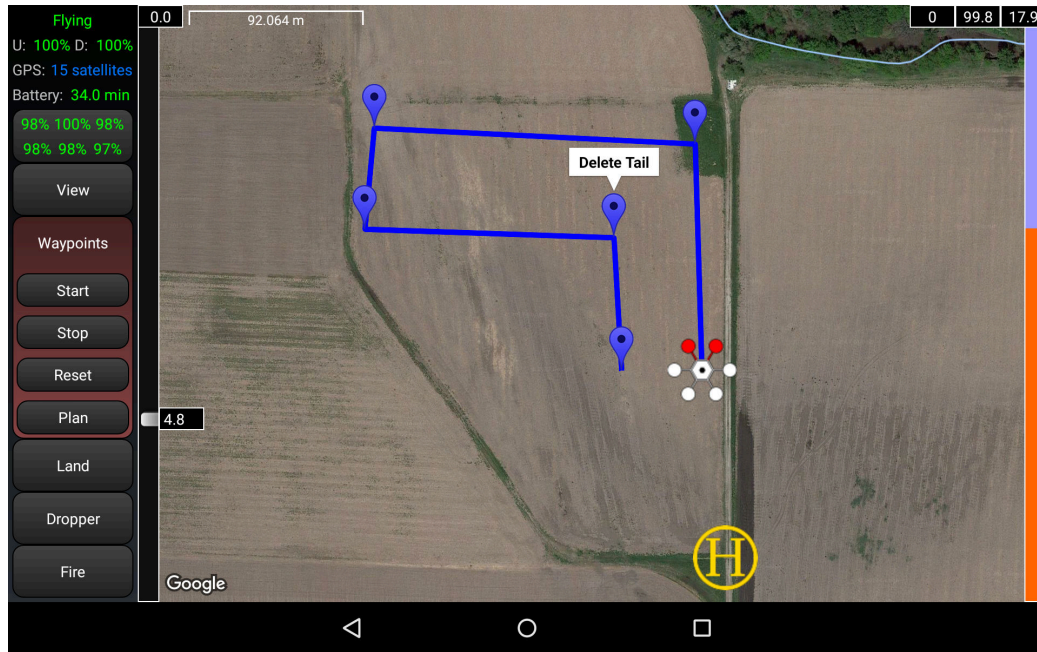 Flying
U: 100% D: 100%
GPS: 15 satellites
Battery: 34.0 min
98% 100% 98%
98% 98% 97%
View
Waypoints
Start
Stop
Reset
Plan
Land
Dropper
Fire
0.0
92.064 m
0 99.8 17.9
Delete Tail
4.8
H
Google